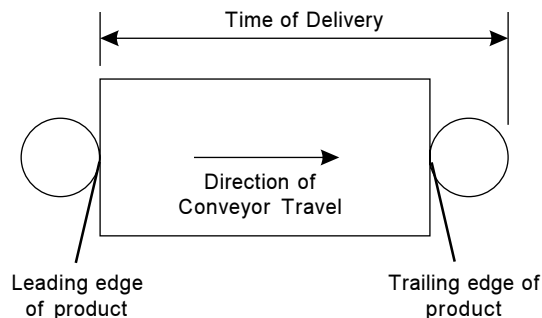 Time of Delivery
Direction of
Conveyor Travel
Leading edge
of product
Trailing edge of
product